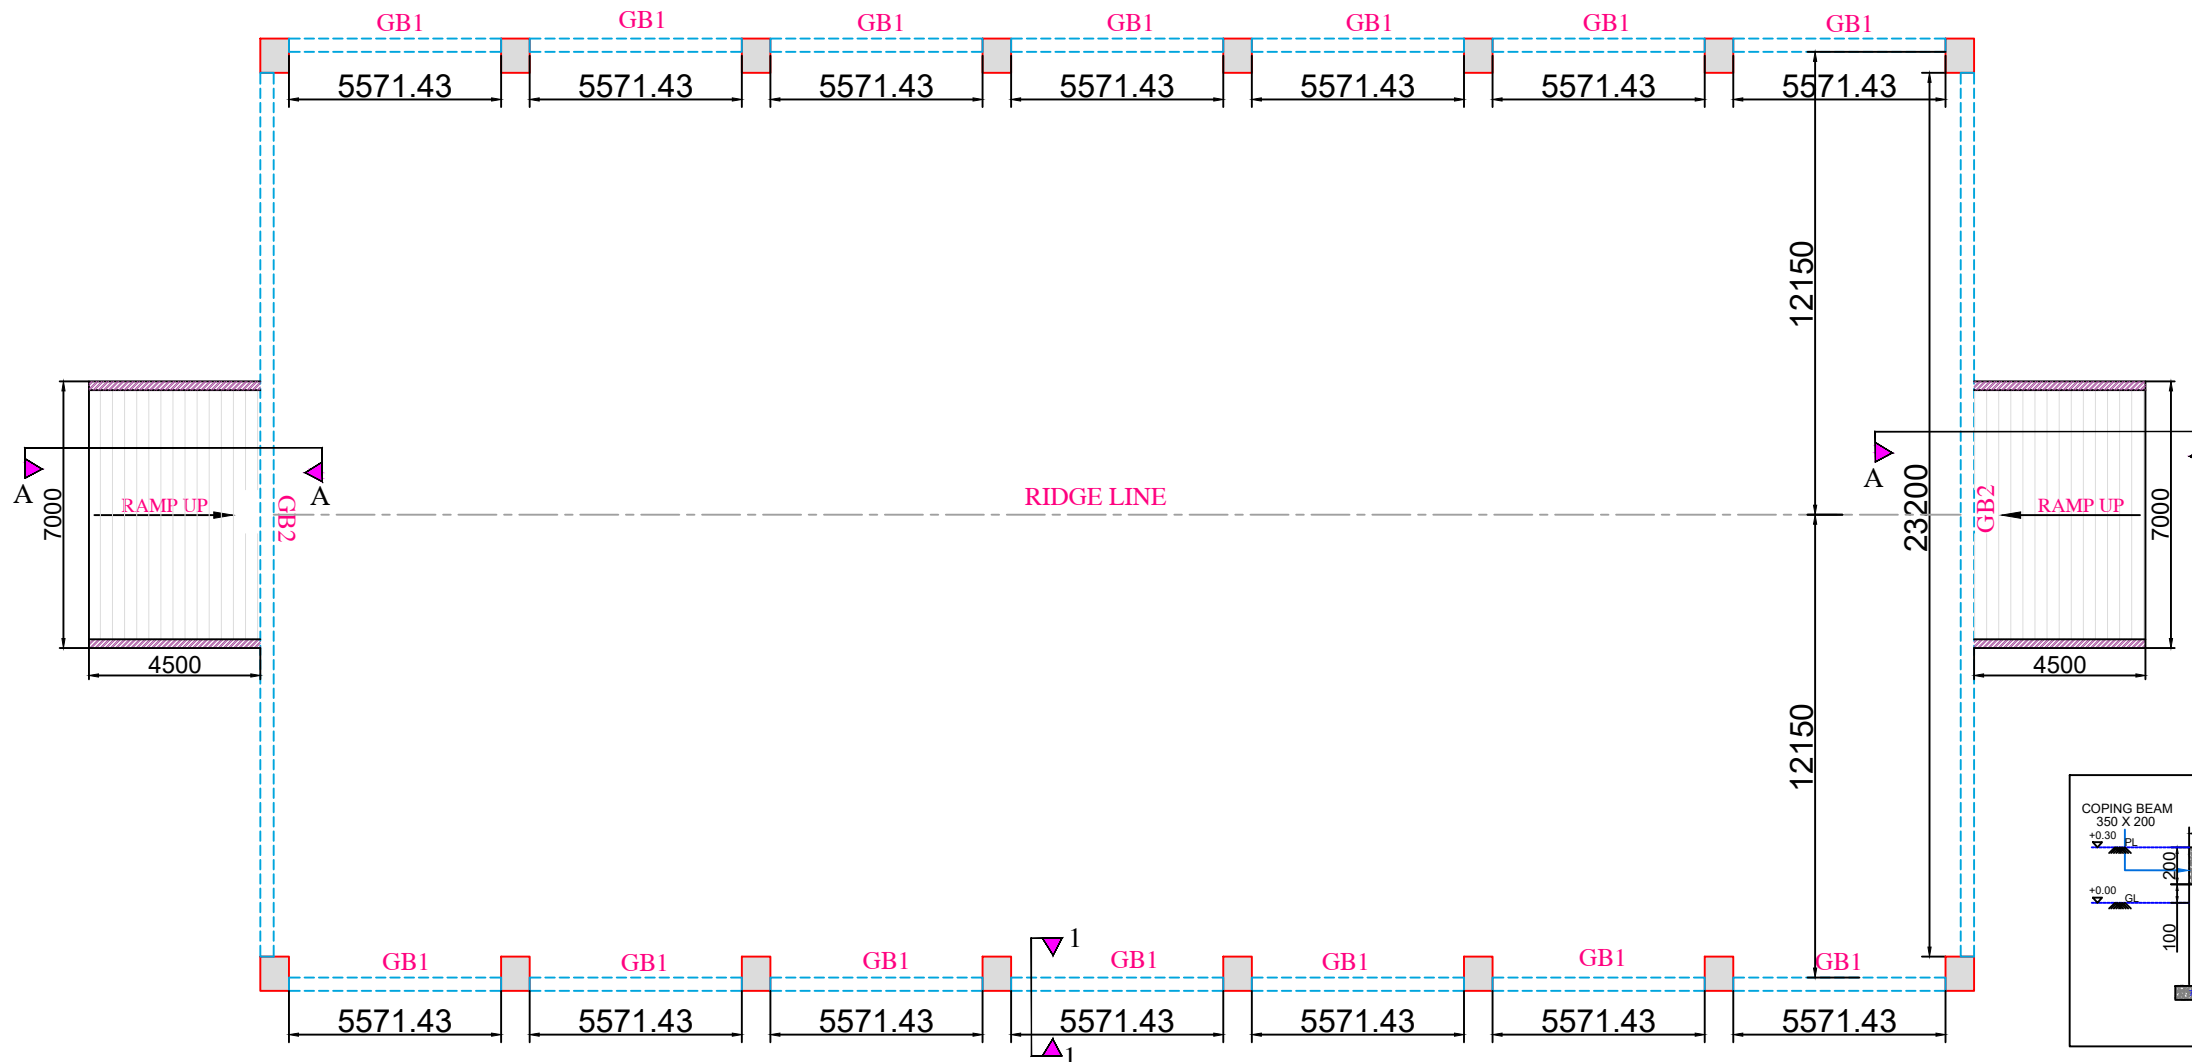 GB1 GB1 GB1 GB1 GB1 GB1 GB1
5571.43 5571.43 5571.43 5571.43 5571.43 5571.43 5571.43
12150
A A A
7000 RAMP UP GB2 RIDGE LINE 23200 GB2 RAMP UP 7000
4500 4500
12150
COPING BEAM
350 X 200
+0.30 PL
200
+0.00 GL
100
1
GB1 GB1 GB1 GB1 GB1 GB1 GB1
5571.43 5571.43 5571.43 5571.43 5571.43 5571.43 5571.43
1